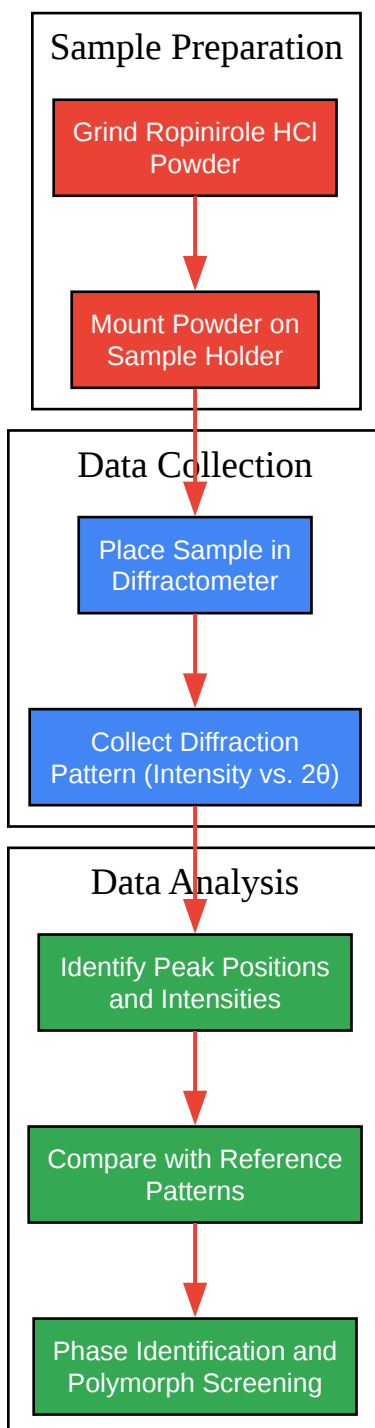 Sample Preparation
Grind Ropinirole HCl
Powder
Mount Powder on
Sample Holder
Data Collection
Place Sample in
Diffractometer
Collect Diffraction
Pattern (Intensity vs. 2θ)
Data Analysis
Identify Peak Positions
and Intensities
Compare with Reference
Patterns
Phase Identification and
Polymorph Screening